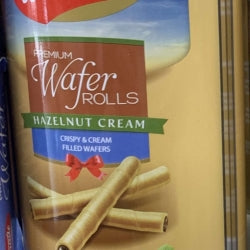 PREMIUM
Wafer
ROLLS
HAZELNUT CREAM
CRISPY & CREAM
FILLED WAFERS